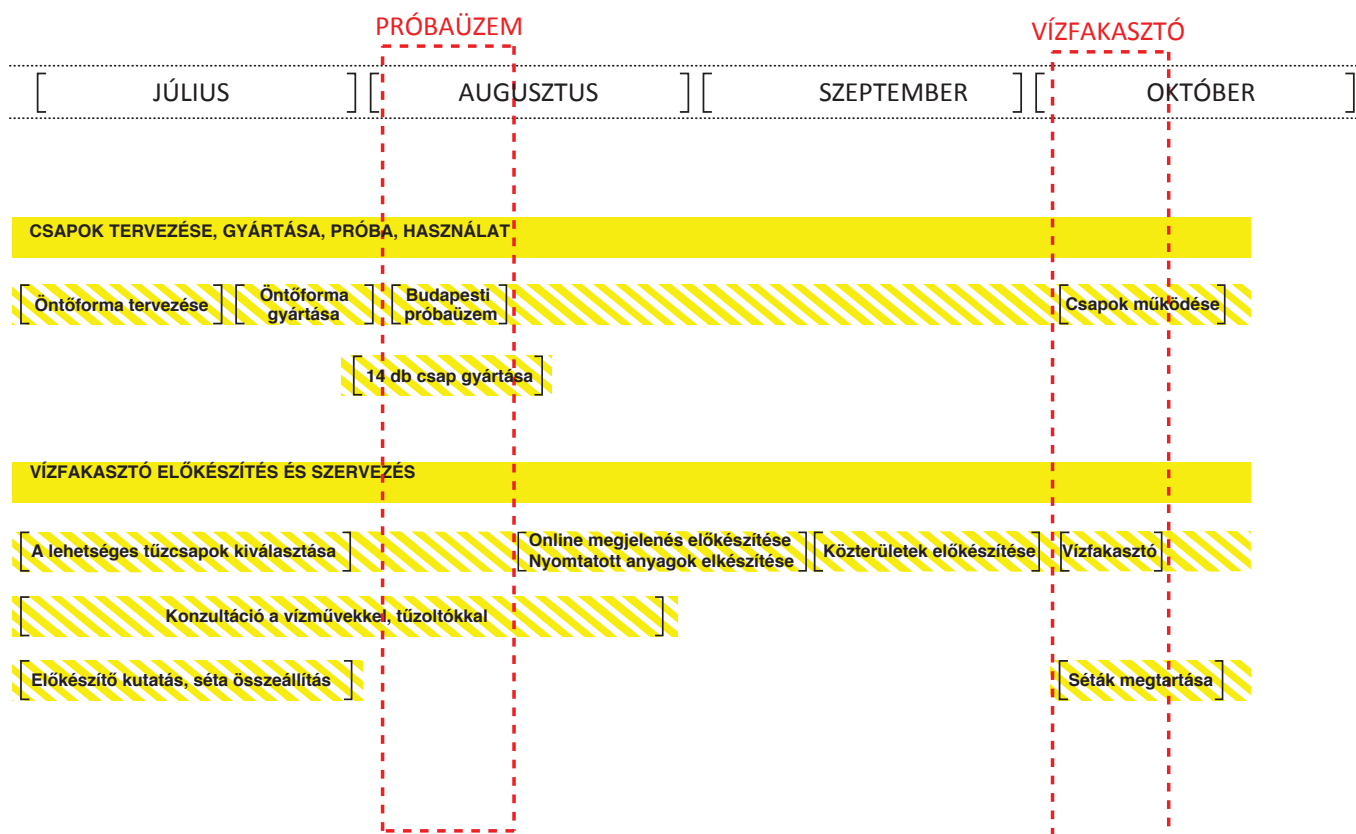 PRÓBAÜZEM
VÍZFAKASZTÓ
JÚLIUS
AUGUSZTUS
SZEPTEMBER
OKTÓBER
CSAPOK TERVEZÉSE, GYÁRTÁSA, PRÓBA, HASZNÁLAT
Öntőforma tervezése
Öntőforma
gyártása
Budapesti
próbaüzem
Csapok működése
14 db csap gyártása
VÍZFAKASZTÓ ELŐKÉSZÍTÉS ÉS SZERVEZÉS
A lehetséges tűzcsapok kiválasztása
Online megjelenés előkészítése
Nyomtatott anyagok elkészítése
Közterületek előkészítése
Vízfakasztó
Konzultáció a vízművekkel, tűzoltókkal
Előkészítő kutatás, séta összeállítás
Séták megtartása